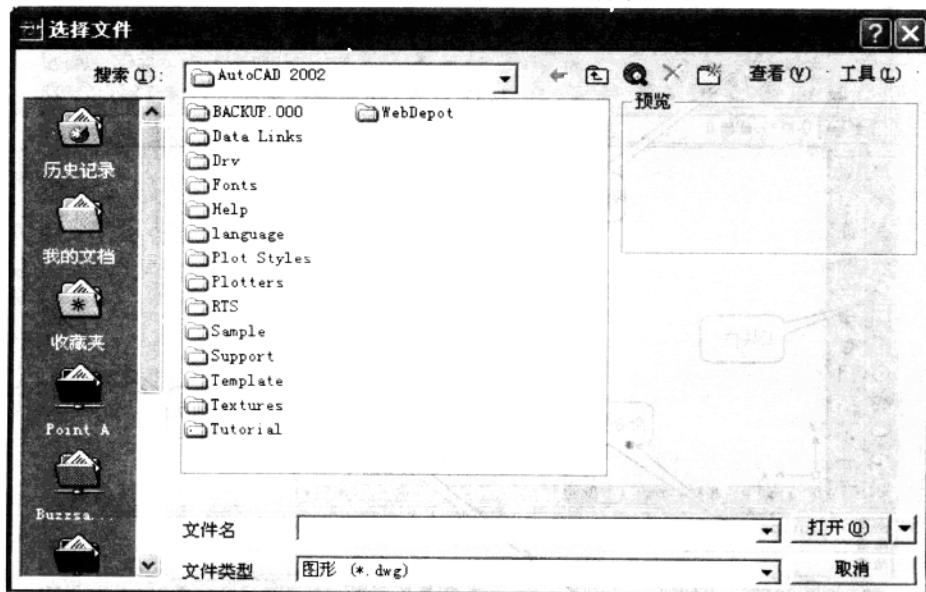 选择文件
搜索(I): AutoCAD 2002 查看(V) 工具(L)
历史记录
我的文档
收藏夹
Point A
Buzzsa...
BACKUP.000
Data Links
Drv
Fonts
Help
language
Plot Styles
Plotters
RTS
Sample
Support
Template
Textures
Tutorial
WebDepot
预览
文件名
打开(O)
文件类型 图形 (*.dwg)
取消